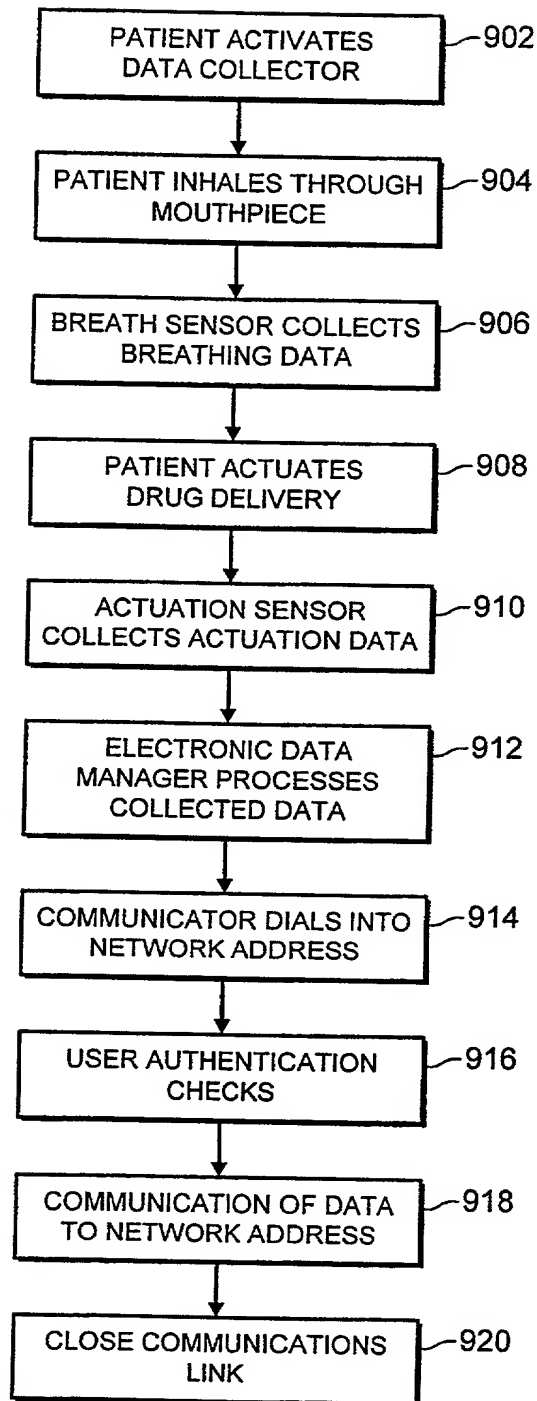 PATIENT ACTIVATES
DATA COLLECTOR
902
PATIENT INHALES THROUGH
MOUTHPIECE
904
BREATH SENSOR COLLECTS
BREATHING DATA
906
PATIENT ACTUATES
DRUG DELIVERY
908
ACTUATION SENSOR
COLLECTS ACTUATION DATA
910
ELECTRONIC DATA
MANAGER PROCESSES
COLLECTED DATA
912
COMMUNICATOR DIALS INTO
NETWORK ADDRESS
914
USER AUTHENTICATION
CHECKS
916
COMMUNICATION OF DATA
TO NETWORK ADDRESS
918
CLOSE COMMUNICATIONS
LINK
920